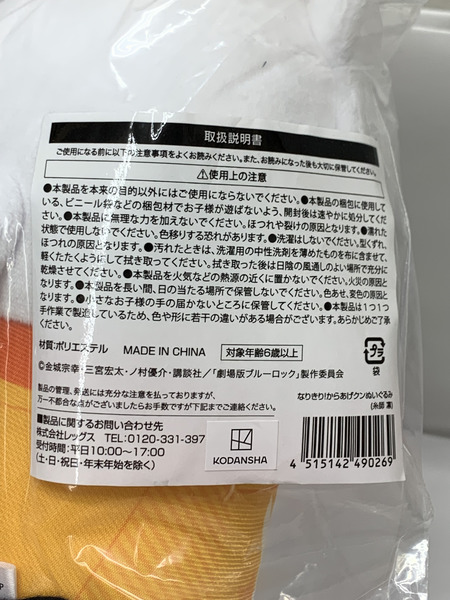 取扱説明書
ご使用になる前に以下の注意事項をよくお読みください。また、お読みになった後も大切に保管してください。
⚠使用上の注意
●本製品を本来の目的以外にはご使用にならないでください。●本製品の梱包に使用して
いる、ビニール袋などの梱包材でお子様が遊ばないよう、開封後は速やかに処分してくだ
さい。●本製品に無理な力を加えないでください。ほつれや裂けの原因となります。●濡れた
状態で使用しないでください。色移りする恐れがあります。●洗濯はしないでください。型くずれ、
ほつれの原因となります。●汚れたときは、洗濯用の中性洗剤を薄めたものを布に含ませて、
軽くたたくようにして拭き取ってください。拭き取った後は日陰の風通しのよい場所で充分に
乾燥させてください。●本製品を火気などの熱源の近くに置かないでください。火災の原因と
なります。●本製品を長い間、日の当たる場所で保管しないでください。色あせ、変色の原因と
なります。●小さなお子様の手の届かないところに保管してください。●本製品は1つ1つ
手作業で製造しているため、色や形に若干の違いがある場合がございます。あらかじめご了
承ください。
材質:ポリエステル MADE IN CHINA 対象年齢6歳以上
プラ
袋
©金城宗幸・三宮宏太・ノ村優介・講談社/「劇場版ブルーロック」製作委員会
製品の管理、発送には充分な注意を払っておりますが、
万一不都合な点がございましたら下記までご連絡ください。
なりきり!からあげクンぬいぐるみ
(糸師 凛)
■製品に関するお問い合わせ先
株式会社レッグス TEL:0120-331-397
受付時間:平日10:00〜17:00
(土・日・祝日・年末年始を除く)
KODANSHA
4 515142 490269